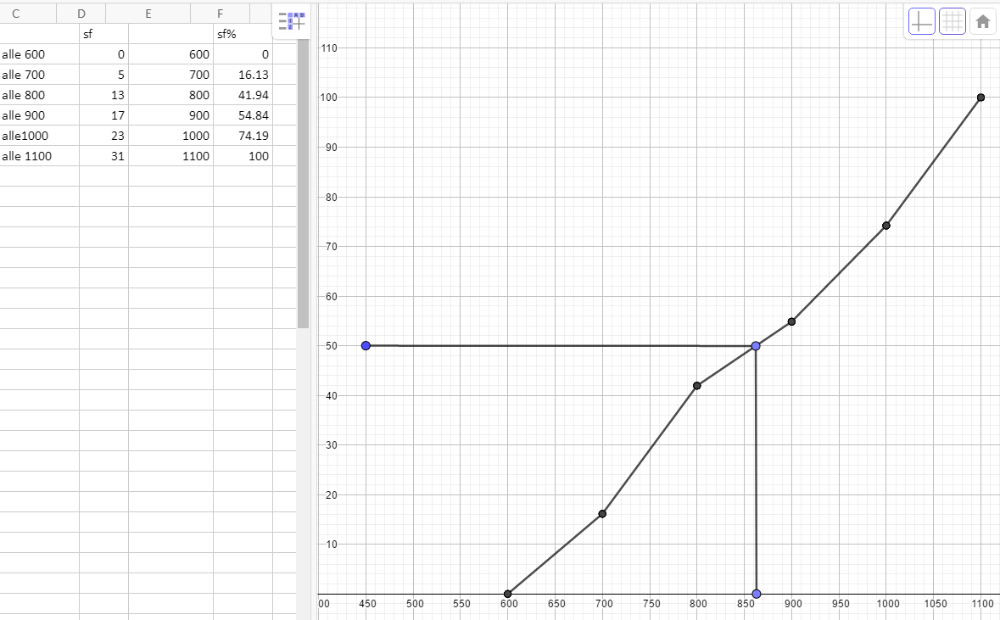 C D E F
sf sf%
alle 600 0 600 0
alle 700 5 700 16.13
alle 800 13 800 41.94
alle 900 17 900 54.84
alle1000 23 1000 74.19
alle 1100 31 1100 100
110
100
90
80
70
60
50
40
30
20
10
00 450 500 550 600 650 700 750 800 850 900 950 1000 1050 1100